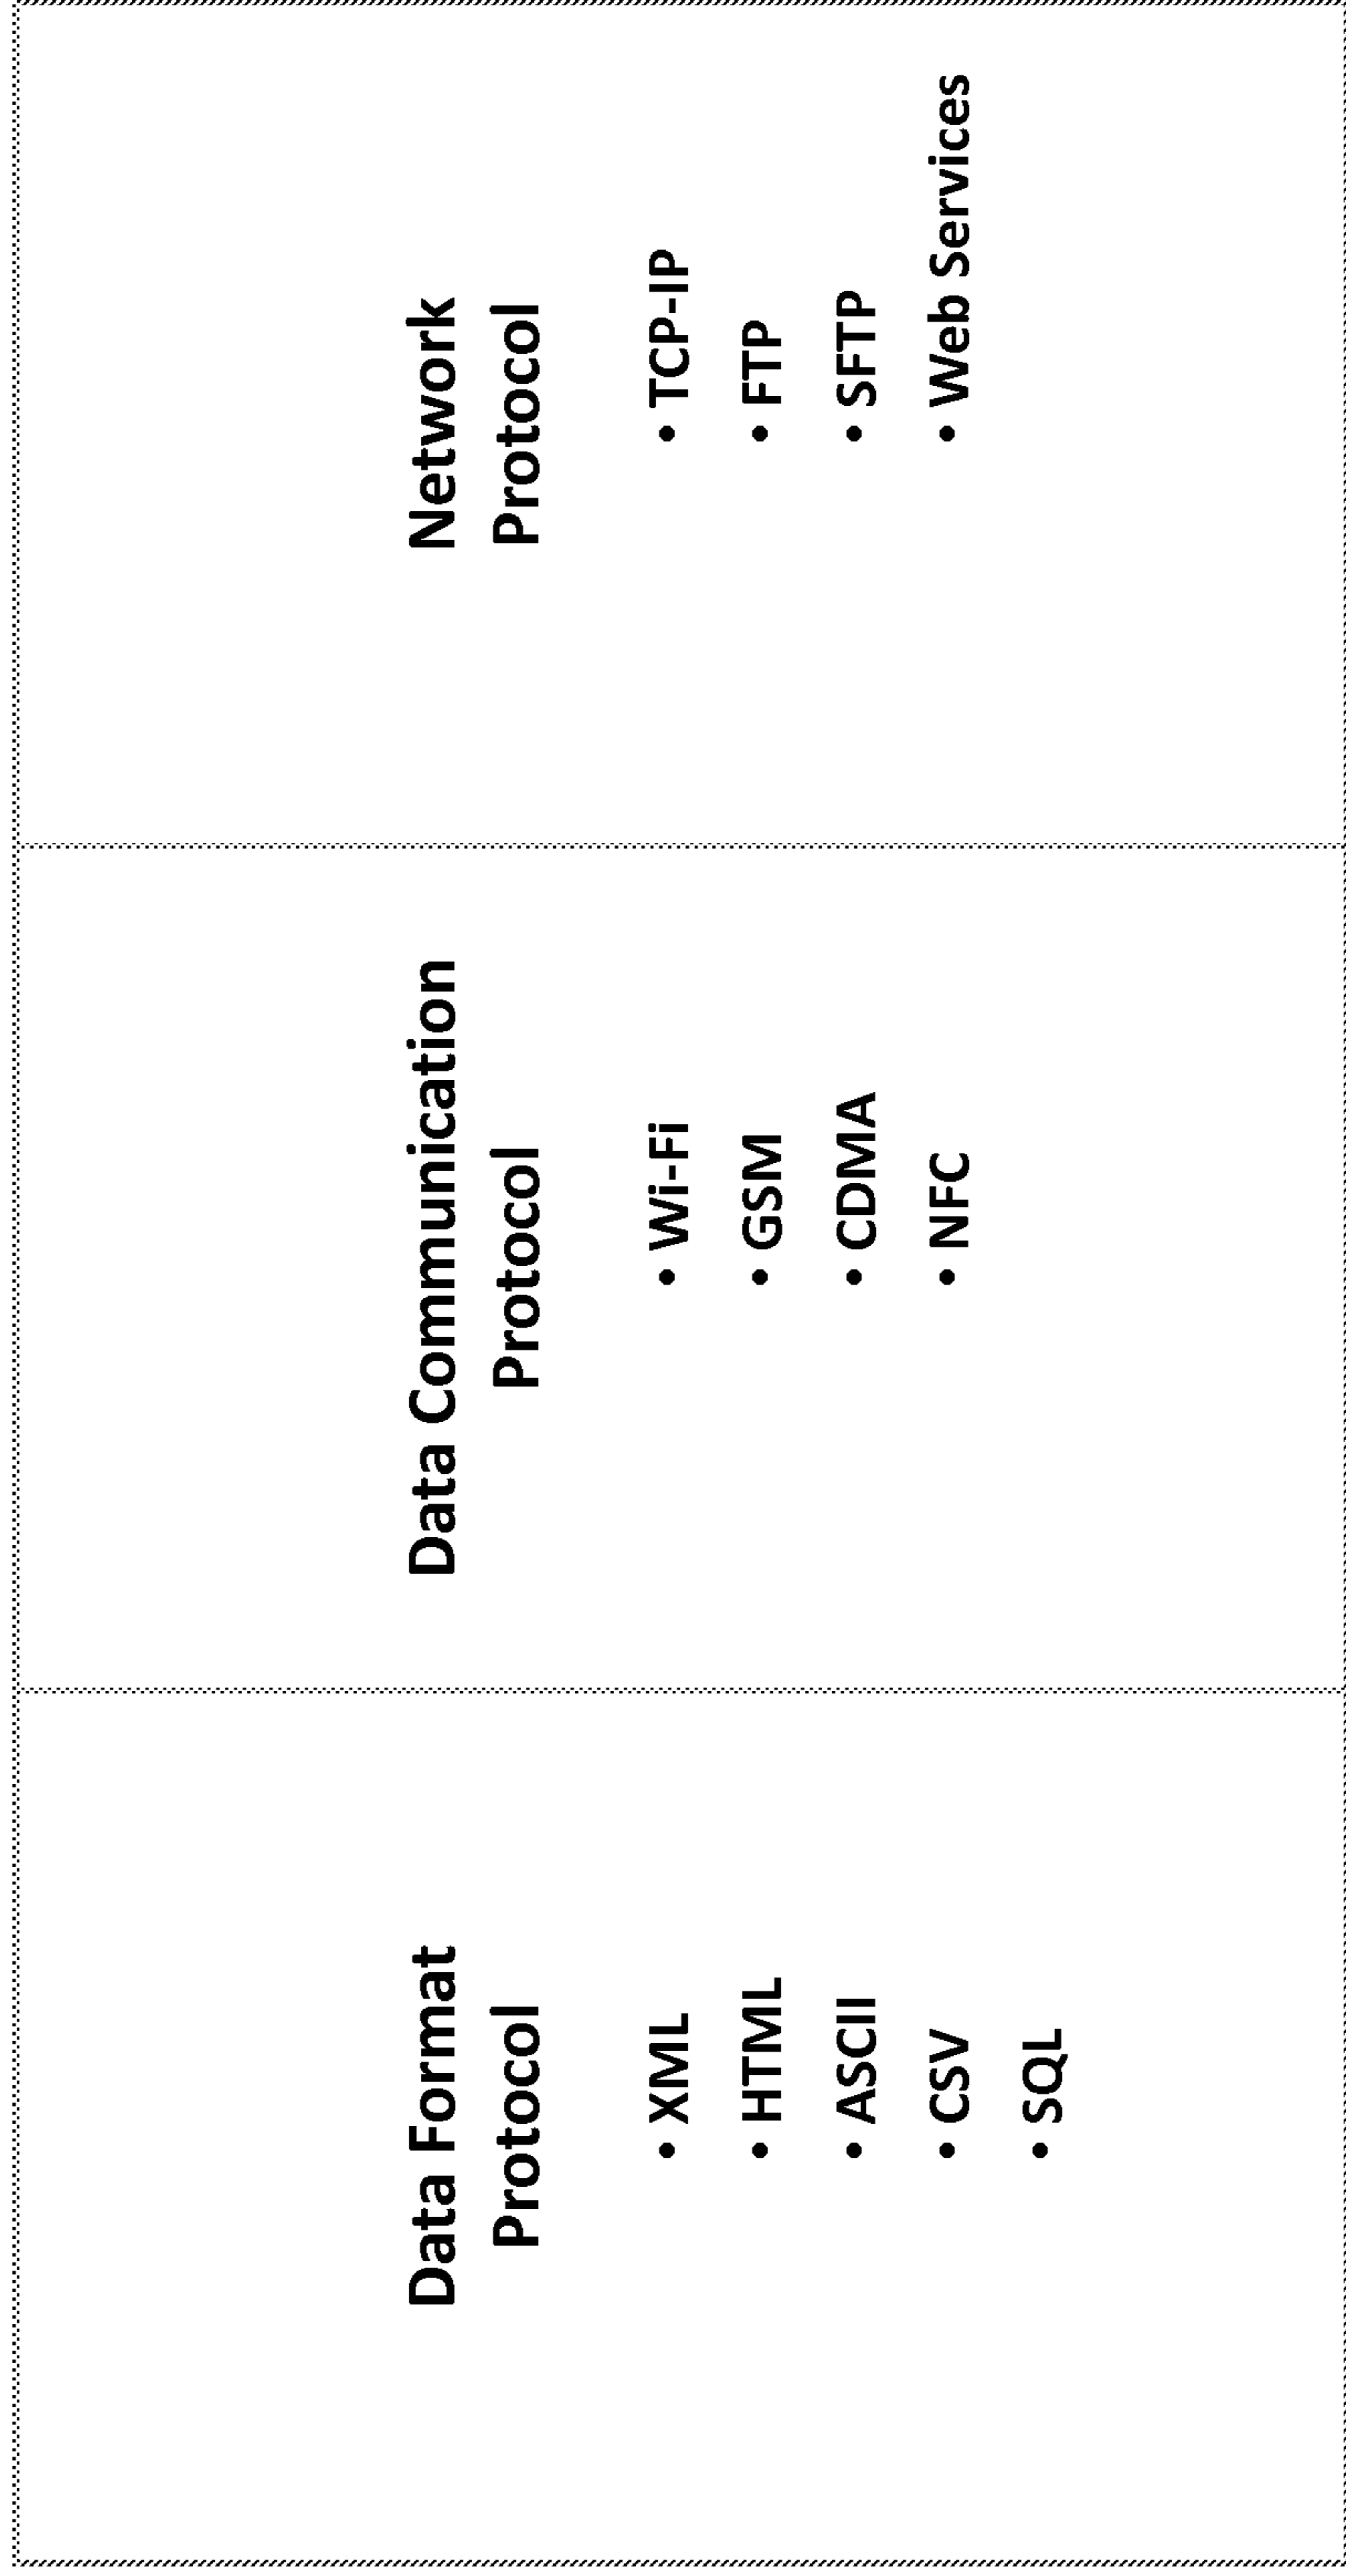 Data Format
Protocol
• XML
• HTML
• ASCII
• CSV
• SQL
Data Communication
Protocol
• Wi-Fi
• GSM
• CDMA
• NFC
Network
Protocol
• TCP-IP
• FTP
• SFTP
• Web Services